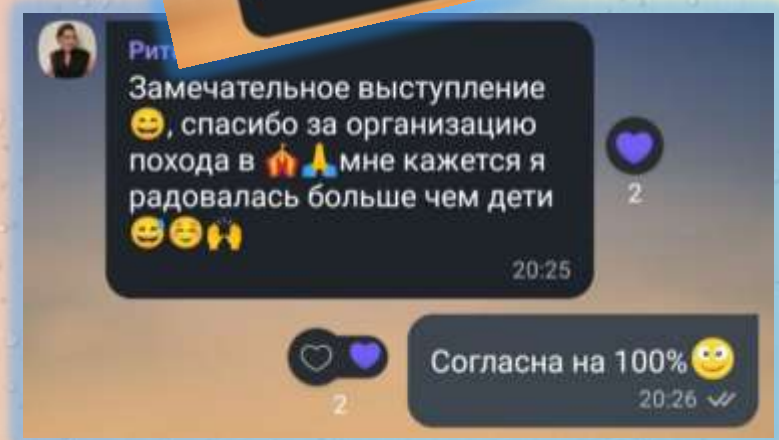 Замечательное выступление
😄, спасибо за организацию
похода в 🎪🙏мне кажется я
радовалась больше чем дети
😅☺️🙌
20:25
2
Согласна на 100%🙄
20:26
2